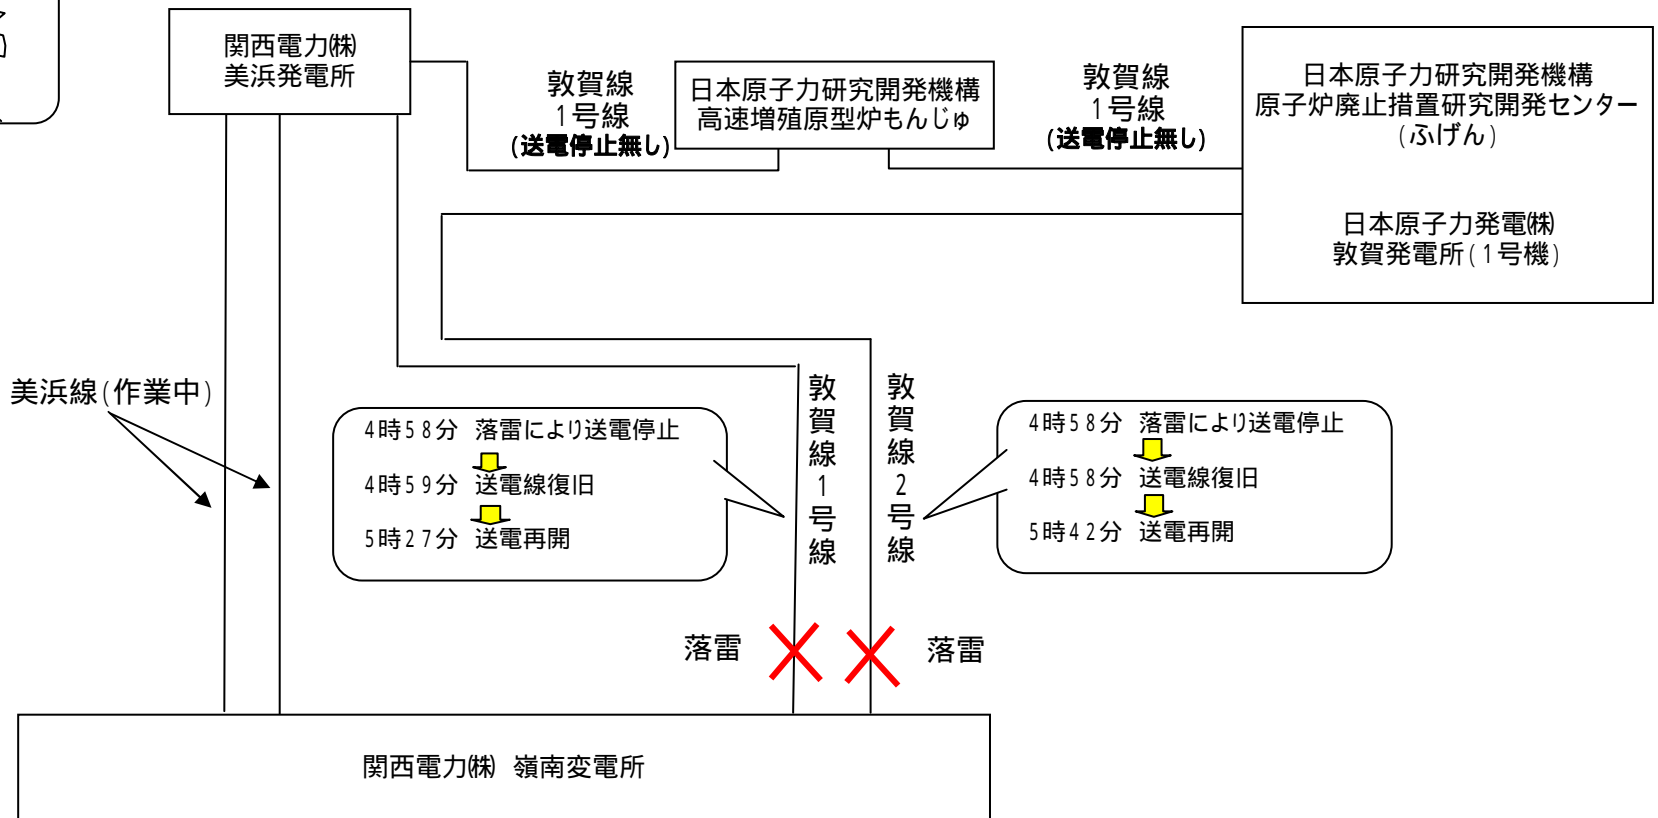 関西電力㈱
美浜発電所
敦賀線
1号線
(送電停止無し)
日本原子力研究開発機構
高速増殖原型炉もんじゅ
敦賀線
1号線
(送電停止無し)
日本原子力研究開発機構
原子炉廃止措置研究開発センター
(ふげん)
日本原子力発電㈱
敦賀発電所(1号機)
美浜線(作業中)
4時58分 落雷により送電停止
4時59分 送電線復旧
5時27分 送電再開
敦賀線1号線
敦賀線2号線
4時58分 落雷により送電停止
4時58分 送電線復旧
5時42分 送電再開
落雷
落雷
関西電力㈱ 嶺南変電所